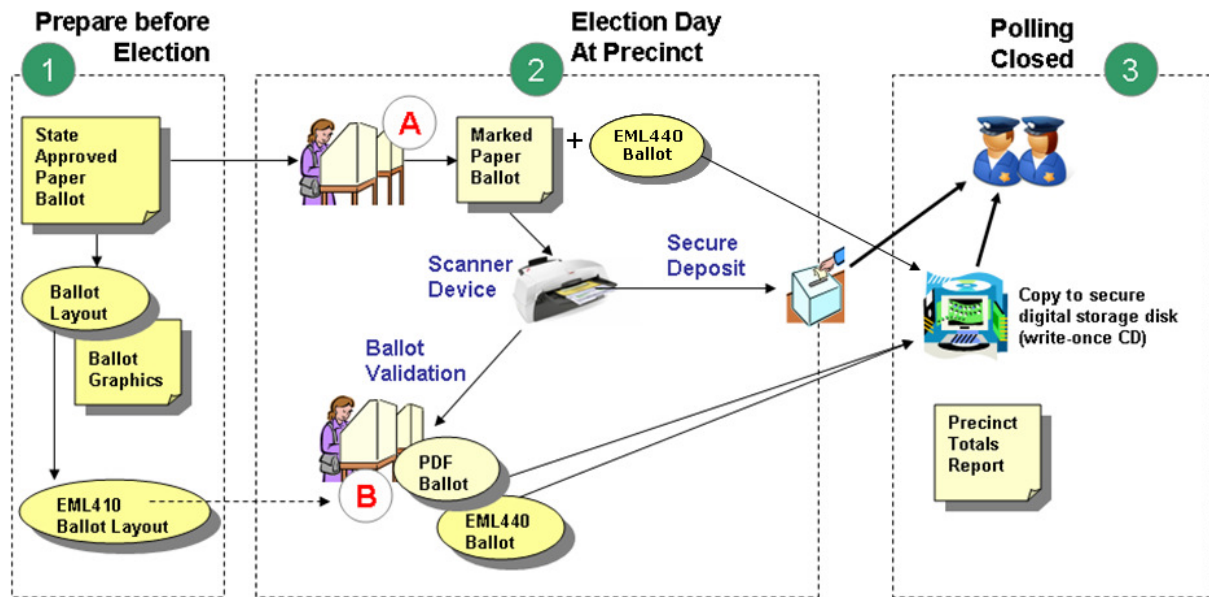 Prepare before
Election
1
State
Approved
Paper
Ballot
Ballot
Layout
Ballot
Graphics
EML410
Ballot Layout
Election Day
At Precinct
2
A
Marked
Paper
Ballot
+
EML440
Ballot
Scanner
Device
Secure
Deposit
Ballot
Validation
B
PDF
Ballot
EML440
Ballot
Polling
Closed
3
Copy to secure
digital storage disk
(write-once CD)
Precinct
Totals
Report